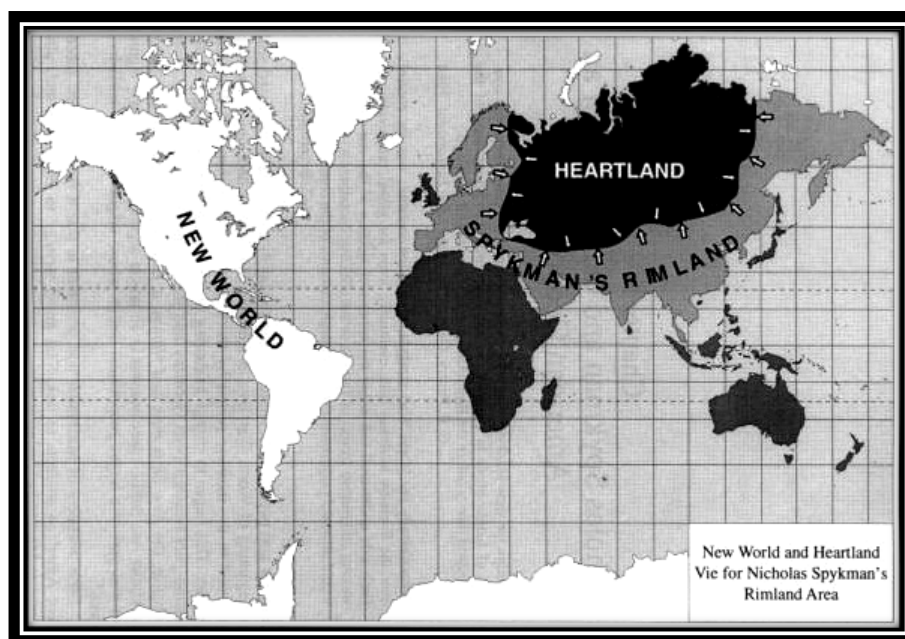 HEARTLAND
NEW WORLD
SPYKMAN'S RIMLAND
New World and Heartland
Vie for Nicholas Spykman's
Rimland Area